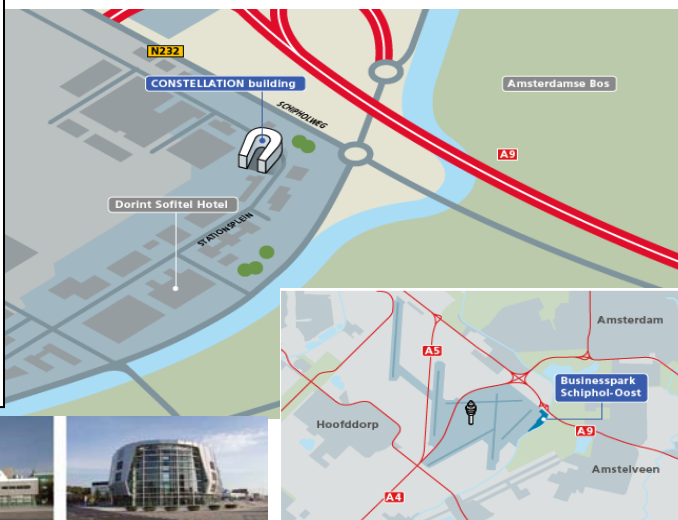 N232
CONSTELLATION building
SCHIPHOLWEG
Amsterdamse Bos
A9
Dorint Sofitel Hotel
STATIONSPLEIN
Amsterdam
A5
Businesspark
Schiphol-Oost
Hoofddorp
A9
Amstelveen
A4